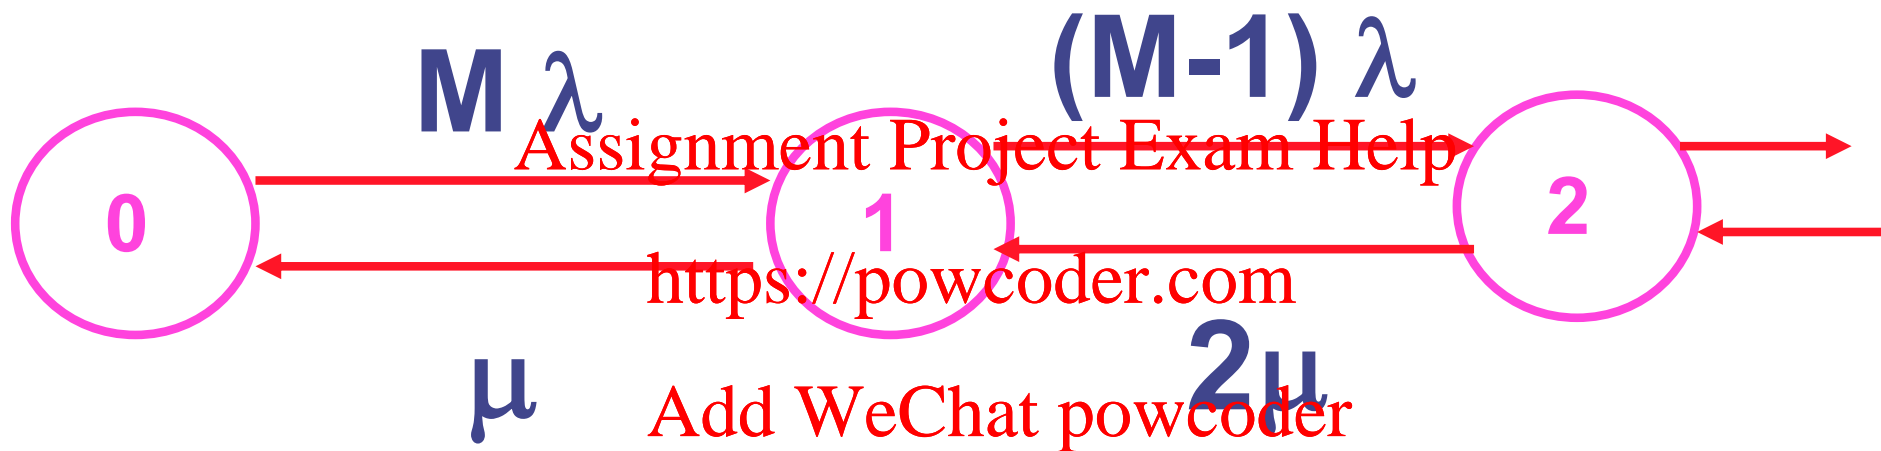 M λ
(M-1) λ
Assignment Project Exam Help
0
1
2
https://powcoder.com
μ
2μ
Add WeChat powcoder